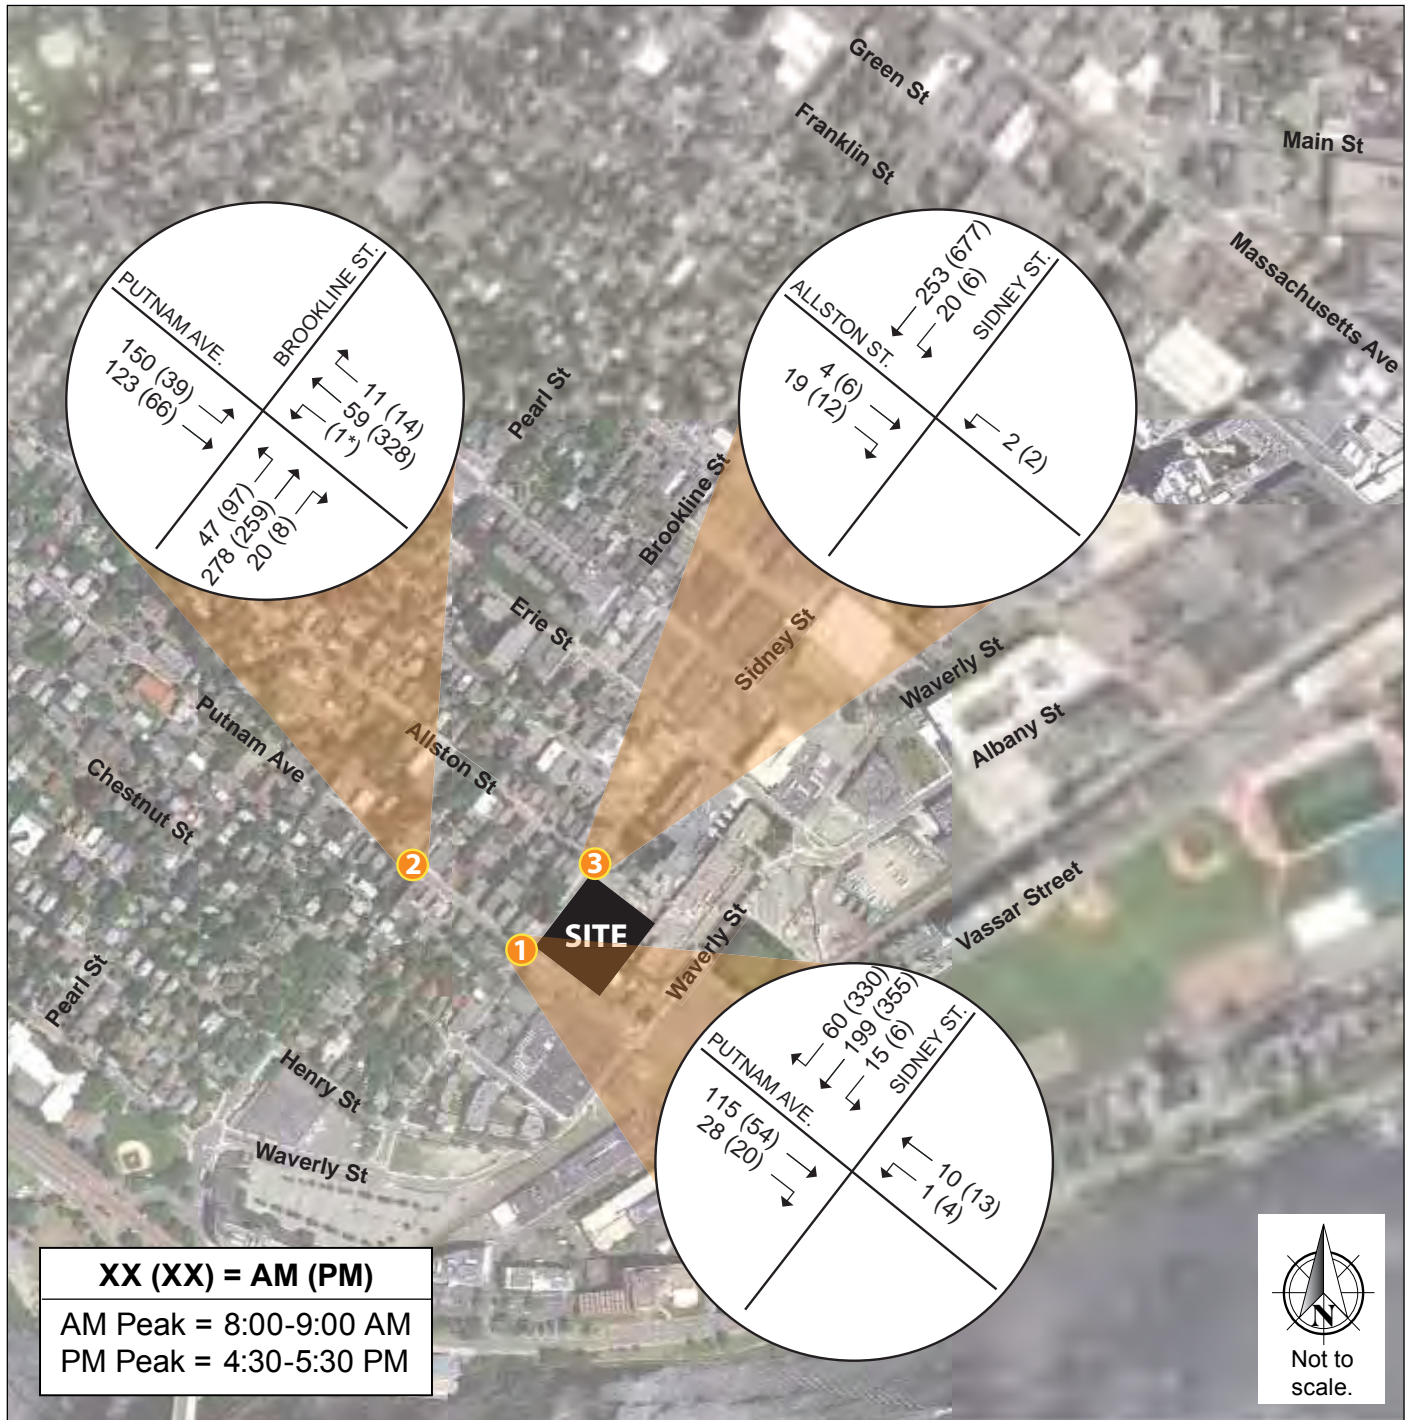 Green St
Franklin St
Main St
Massachusetts Ave
Pearl St
Brookline St
Erie St
Sidney St
Waverly St
Albany St
Putnam Ave
Allston St
Chestnut St
Vassar Street
Waverly St
Pearl St
Henry St
Waverly St
PUTNAM AVE.
BROOKLINE ST.
150 (39)
123 (66)
11 (14)
59 (328)
(1*)
47 (97)
278 (259)
20 (8)
ALLSTON ST.
SIDNEY ST.
253 (677)
20 (6)
4 (6)
19 (12)
2 (2)
2
3
1
SITE
PUTNAM AVE.
SIDNEY ST.
60 (330)
199 (355)
15 (6)
115 (54)
28 (20)
10 (13)
1 (4)
XX (XX) = AM (PM)
AM Peak = 8:00-9:00 AM
PM Peak = 4:30-5:30 PM
N
Not to
scale.